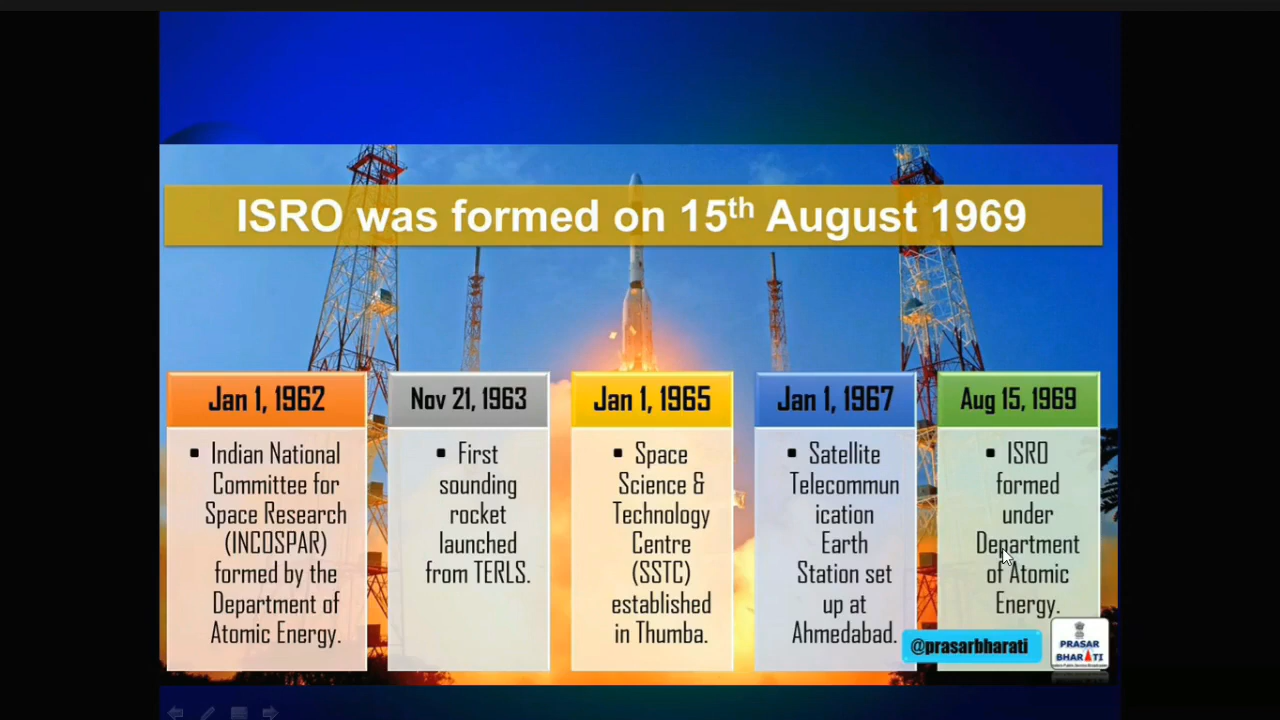 ISRO was formed on 15th August 1969
Jan 1, 1962
▪ Indian National
Committee for
Space Research
(INCOSPAR)
formed by the
Department of
Atomic Energy.
Nov 21, 1963
▪ First
sounding
rocket
launched
from TERLS.
Jan 1, 1965
▪ Space
Science &
Technology
Centre
(SSTC)
established
in Thumba.
Jan 1, 1967
▪ Satellite
Telecommun
ication
Earth
Station set
up at
Ahmedabad.
Aug 15, 1969
▪ ISRO
formed
under
Department
of Atomic
Energy.
@prasarbharati
PRASAR
BHARATI